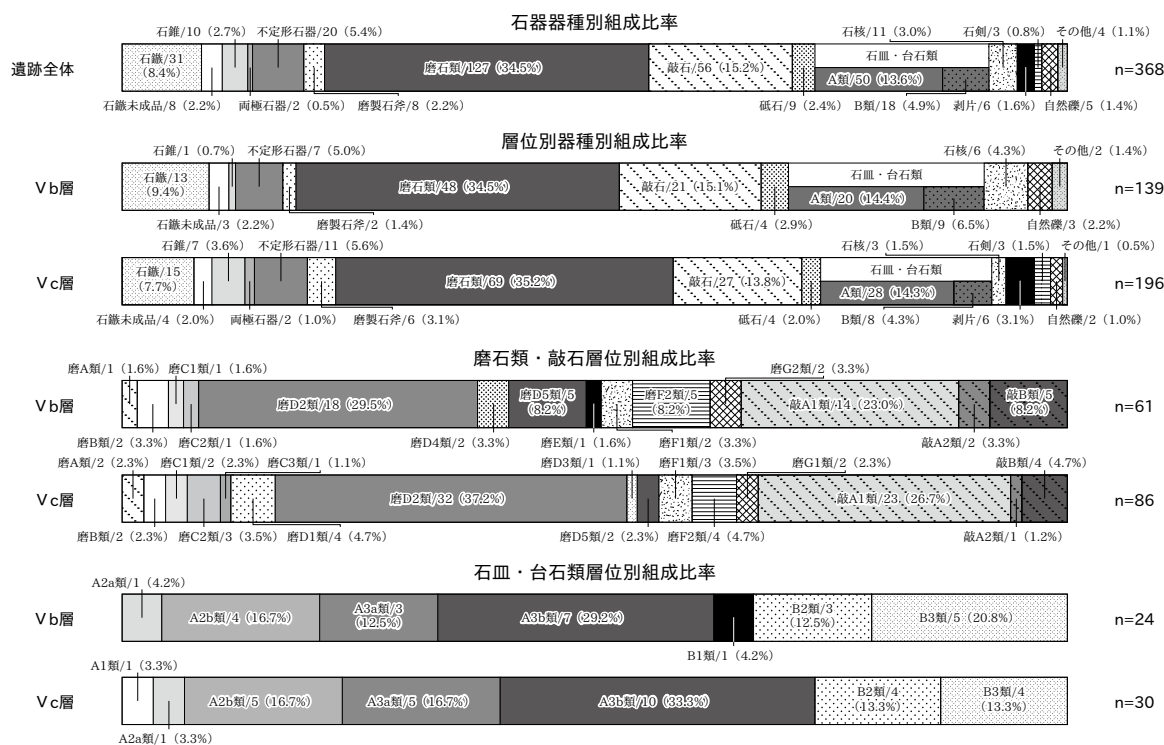 石器器種別組成比率
石錐/10（2.7%） 不定形石器/20（5.4%） 石核/11（3.0%） 石剣/3（0.8%） その他/4（1.1%）
遺跡全体 石鏃/31（8.4%） 磨石類/127（34.5%） 敲石/56（15.2%） 石皿・台石類 A類/50（13.6%） n=368
石鏃未成品/8（2.2%） 両極石器/2（0.5%） 磨製石斧/8（2.2%） 砥石/9（2.4%） B類/18（4.9%） 剥片/6（1.6%） 自然礫/5（1.4%）
層位別器種別組成比率
石錐/1（0.7%） 不定形石器/7（5.0%） 石核/6（4.3%） その他/2（1.4%）
Ⅴb層 石鏃/13（9.4%） 磨石類/48（34.5%） 敲石/21（15.1%） 石皿・台石類 A類/20（14.4%） n=139
石鏃未成品/3（2.2%） 磨製石斧/2（1.4%） 砥石/4（2.9%） B類/9（6.5%） 自然礫/3（2.2%）
石錐/7（3.6%） 不定形石器/11（5.6%） 石核/3（1.5%） 石剣/3（1.5%） その他/1（0.5%）
Ⅴc層 石鏃/15（7.7%） 磨石類/69（35.2%） 敲石/27（13.8%） 石皿・台石類 A類/28（14.3%） n=196
石鏃未成品/4（2.0%） 両極石器/2（1.0%） 磨製石斧/6（3.1%） 砥石/4（2.0%） B類/8（4.3%） 剥片/6（3.1%） 自然礫/2（1.0%）
磨石類・敲石層位別組成比率
磨A類/1（1.6%） 磨C1類/1（1.6%） 磨G2類/2（3.3%）
Ⅴb層 磨D2類/18（29.5%） 磨D5類/5（8.2%） 磨F2類/5（8.2%） 敲A1類/14（23.0%） 敲B類/5（8.2%） n=61
磨B類/2（3.3%） 磨C2類/1（1.6%） 磨D4類/2（3.3%） 磨E類/1（1.6%） 磨F1類/2（3.3%） 敲A2類/2（3.3%）
磨A類/2（2.3%） 磨C1類/2（2.3%） 磨C3類/1（1.1%） 磨D3類/1（1.1%） 磨F1類/3（3.5%） 磨G1類/2（2.3%） 敲B類/4（4.7%）
Ⅴc層 磨D2類/32（37.2%） 敲A1類/23（26.7%） n=86
磨B類/2（2.3%） 磨C2類/3（3.5%） 磨D1類/4（4.7%） 磨D5類/2（2.3%） 磨F2類/4（4.7%） 敲A2類/1（1.2%）
石皿・台石類層位別組成比率
A2a類/1（4.2%）
Ⅴb層 A2b類/4（16.7%） A3a類/3（12.5%） A3b類/7（29.2%） B2類/3（12.5%） B3類/5（20.8%） n=24
B1類/1（4.2%）
A1類/1（3.3%）
Ⅴc層 A2b類/5（16.7%） A3a類/5（16.7%） A3b類/10（33.3%） B2類/4（13.3%） B3類/4（13.3%） n=30
A2a類/1（3.3%）